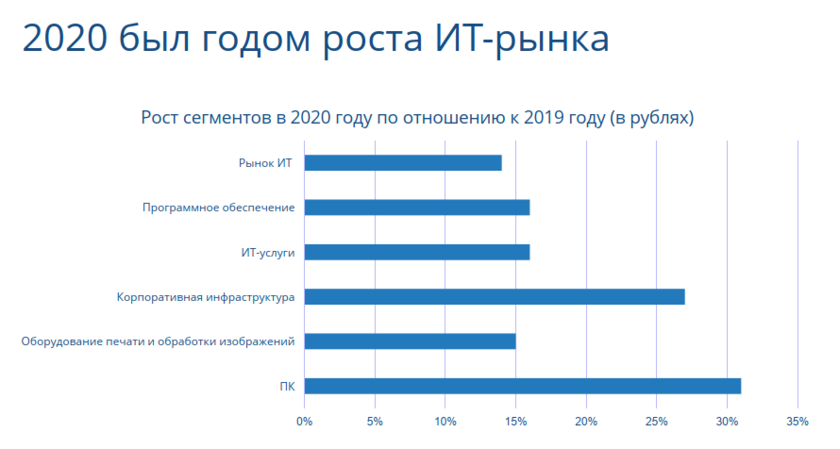 2020 был годом роста ИТ-рынка
Рост сегментов в 2020 году по отношению к 2019 году (в рублях)
Рынок ИТ
Программное обеспечение
ИТ-услуги
Корпоративная инфраструктура
Оборудование печати и обработки изображений
ПК
0% 5% 10% 15% 20% 25% 30% 35%